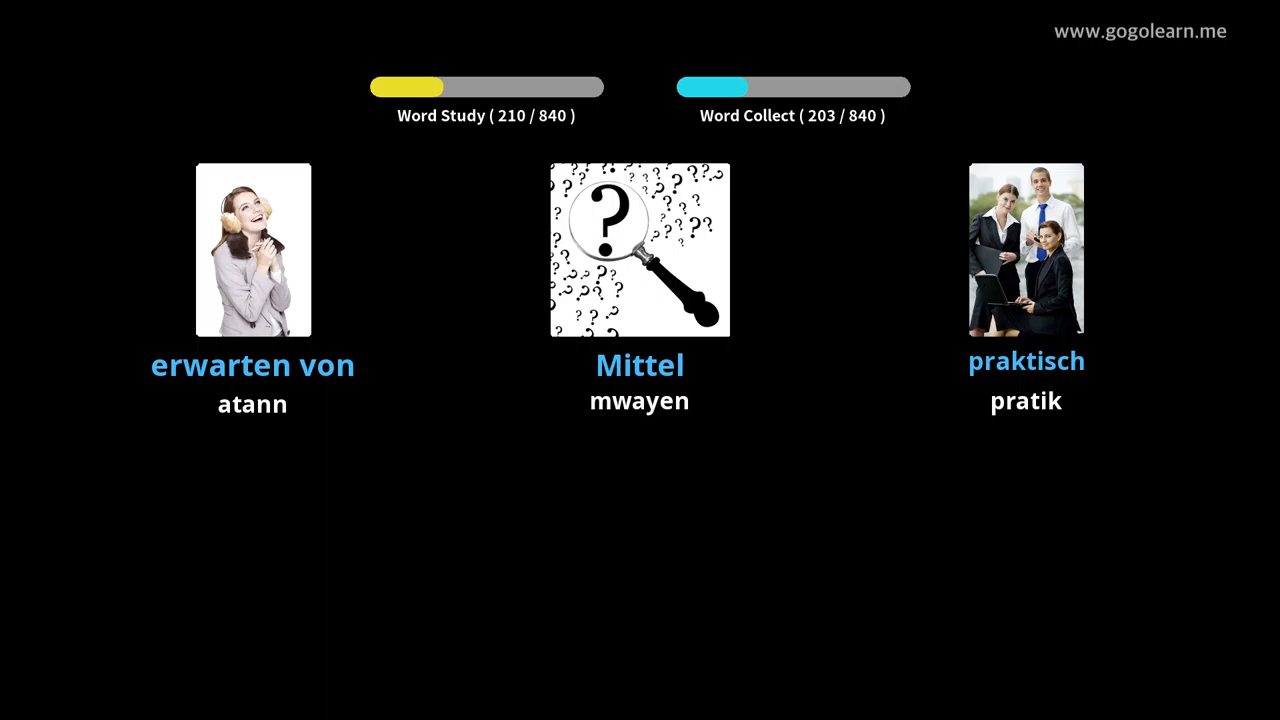 www.gogolearn.me
Word Study ( 210 / 840 )
Word Collect ( 203 / 840 )
erwarten von
atann
Mittel
mwayen
praktisch
pratik